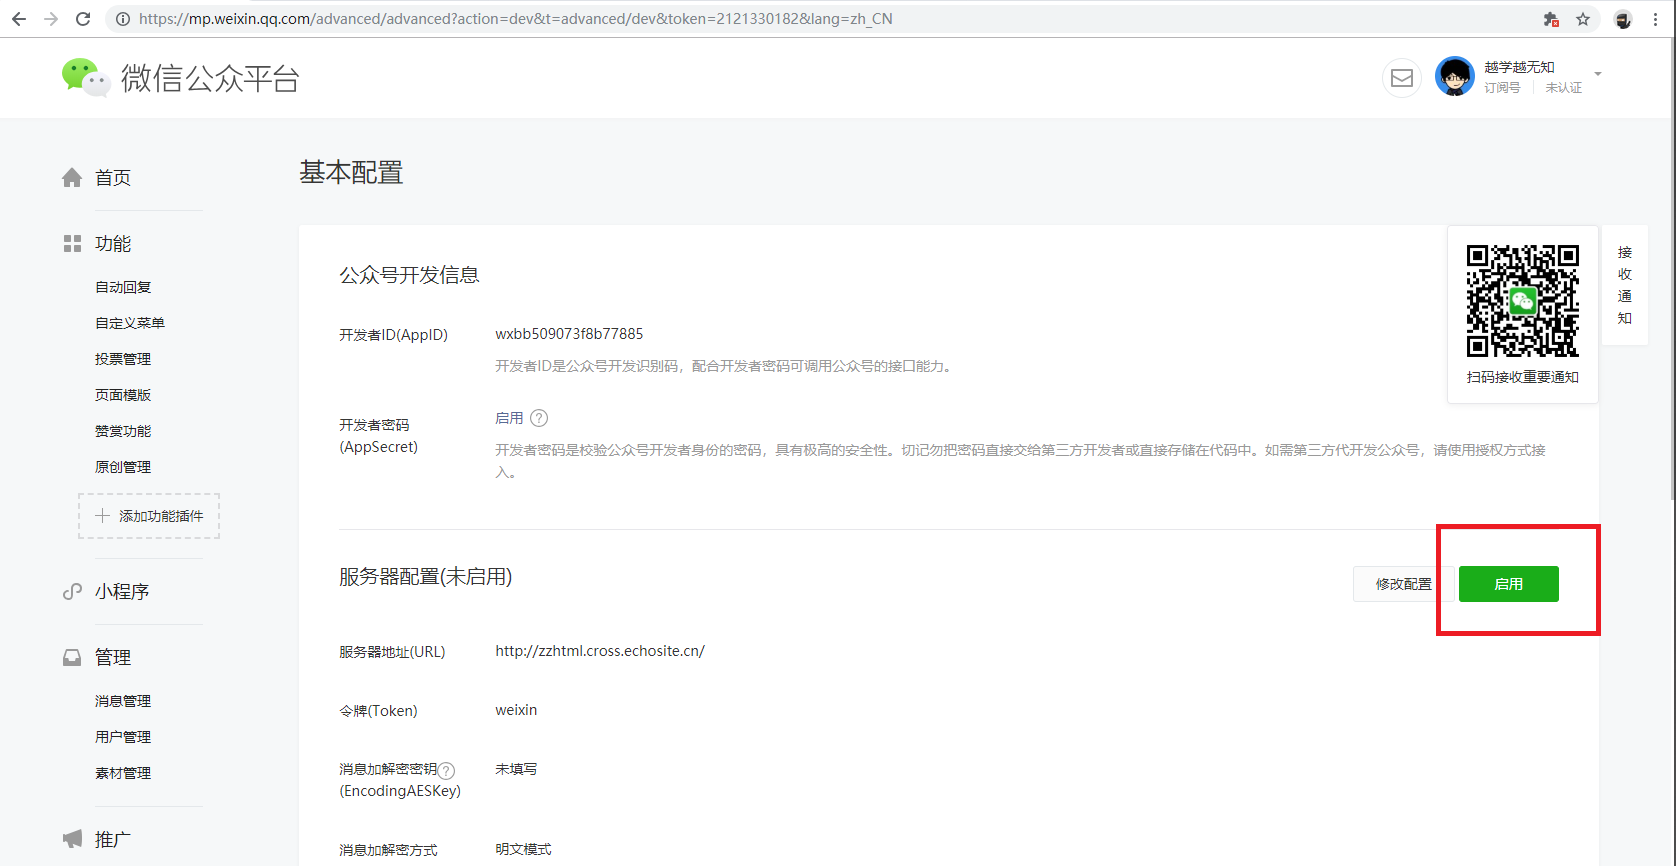 https://mp.weixin.qq.com/advanced/advanced?action=dev&t=advanced/dev&token=2121330182&lang=zh_CN
微信公众平台
越学越无知
订阅号 未认证
首页
功能
自动回复
自定义菜单
投票管理
页面模版
赞赏功能
原创管理
添加功能插件
小程序
管理
消息管理
用户管理
素材管理
推广
基本配置
公众号开发信息
开发者ID(AppID) wxbb509073f8b77885
开发者ID是公众号开发识别码，配合开发者密码可调用公众号的接口能力。
开发者密码
(AppSecret)
启用 ?
开发者密码是校验公众号开发者身份的密码，具有极高的安全性。切记勿把密码直接交给第三方开发者或直接存储在代码中。如需第三方代开发公众号，请使用授权方式接
入。
扫码接收重要通知
接
收
通
知
服务器配置(未启用) 修改配置 启用
服务器地址(URL) http://zzhtml.cross.echosite.cn/
令牌(Token) weixin
消息加解密密钥 ?
(EncodingAESKey)
未填写
消息加解密方式 明文模式